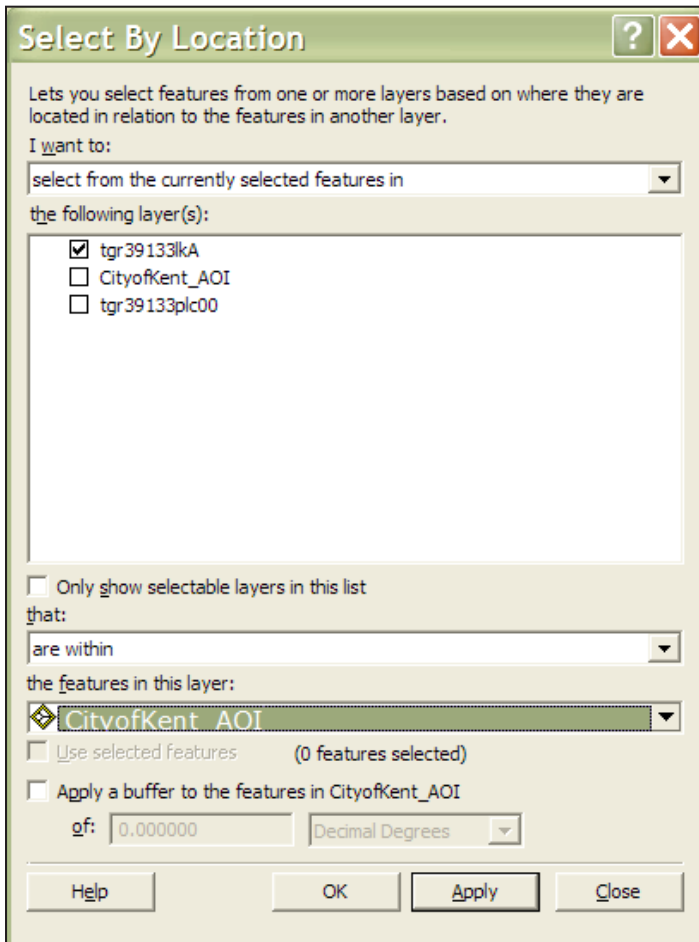 Select By Location
?
Lets you select features from one or more layers based on where they are
located in relation to the features in another layer.
I want to:
select from the currently selected features in
the following layer(s):
tgr39133lkA
CityofKent_AOI
tgr39133plc00
Only show selectable layers in this list
that:
are within
the features in this layer:
CityofKent_AOI
Use selected features (0 features selected)
Apply a buffer to the features in CityofKent_AOI
of: 0.000000 Decimal Degrees
Help OK Apply Close